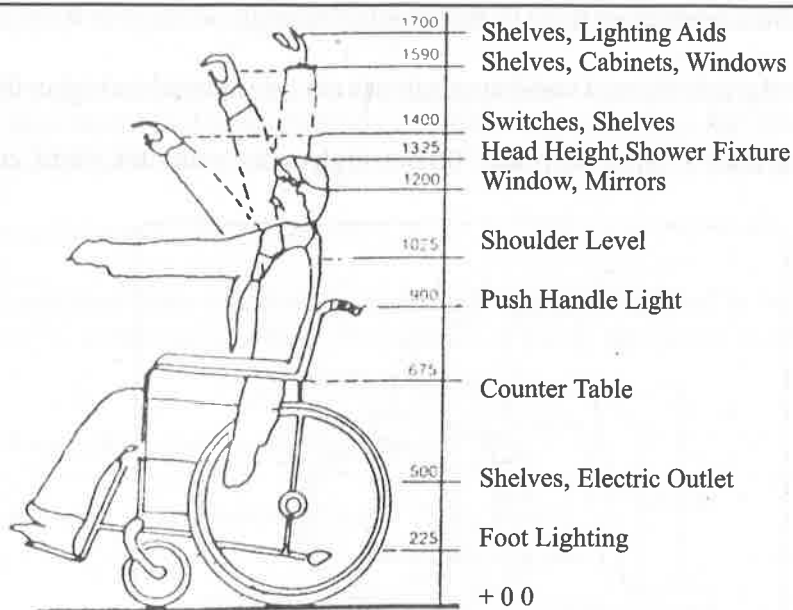 1700 Shelves, Lighting Aids
1590 Shelves, Cabinets, Windows
1400 Switches, Shelves
1325 Head Height,Shower Fixture
1200 Window, Mirrors
1025 Shoulder Level
900 Push Handle Light
675 Counter Table
500 Shelves, Electric Outlet
225 Foot Lighting
+ 0 0